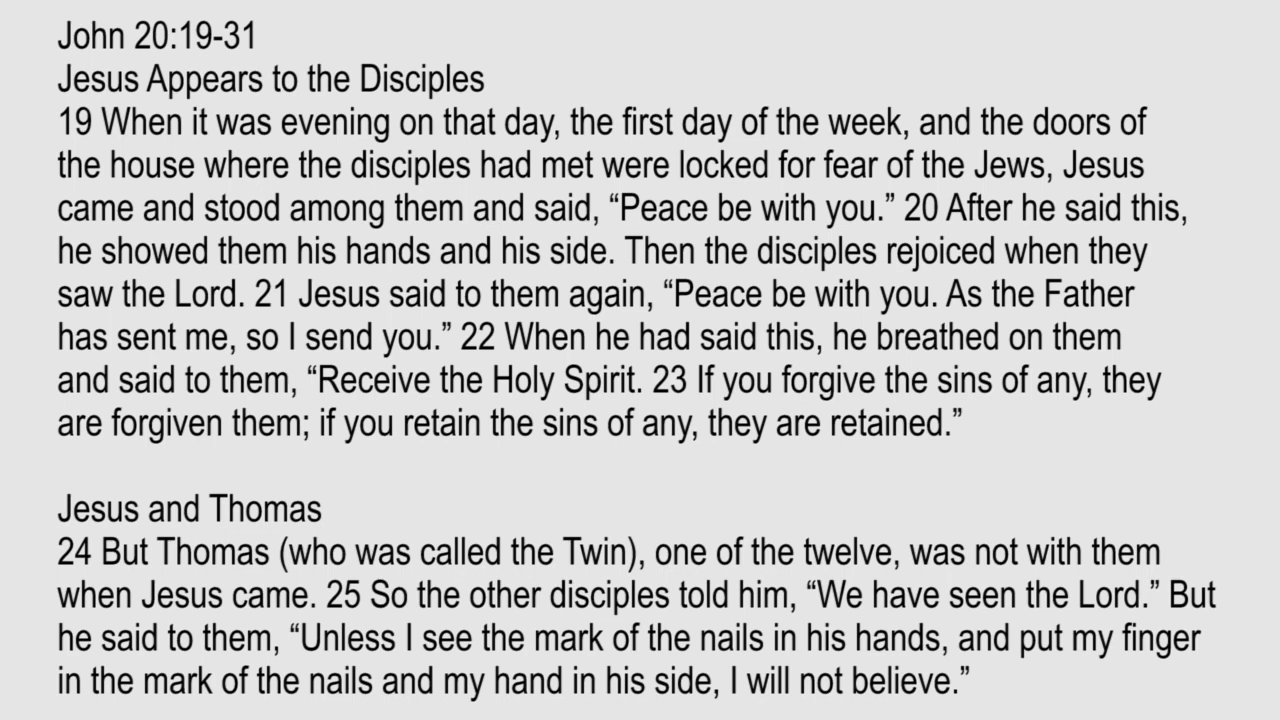 John 20:19-31
Jesus Appears to the Disciples
19 When it was evening on that day, the first day of the week, and the doors of
the house where the disciples had met were locked for fear of the Jews, Jesus
came and stood among them and said, “Peace be with you.” 20 After he said this,
he showed them his hands and his side. Then the disciples rejoiced when they
saw the Lord. 21 Jesus said to them again, “Peace be with you. As the Father
has sent me, so I send you.” 22 When he had said this, he breathed on them
and said to them, “Receive the Holy Spirit. 23 If you forgive the sins of any, they
are forgiven them; if you retain the sins of any, they are retained.”
Jesus and Thomas
24 But Thomas (who was called the Twin), one of the twelve, was not with them
when Jesus came. 25 So the other disciples told him, “We have seen the Lord.” But
he said to them, “Unless I see the mark of the nails in his hands, and put my finger
in the mark of the nails and my hand in his side, I will not believe.”